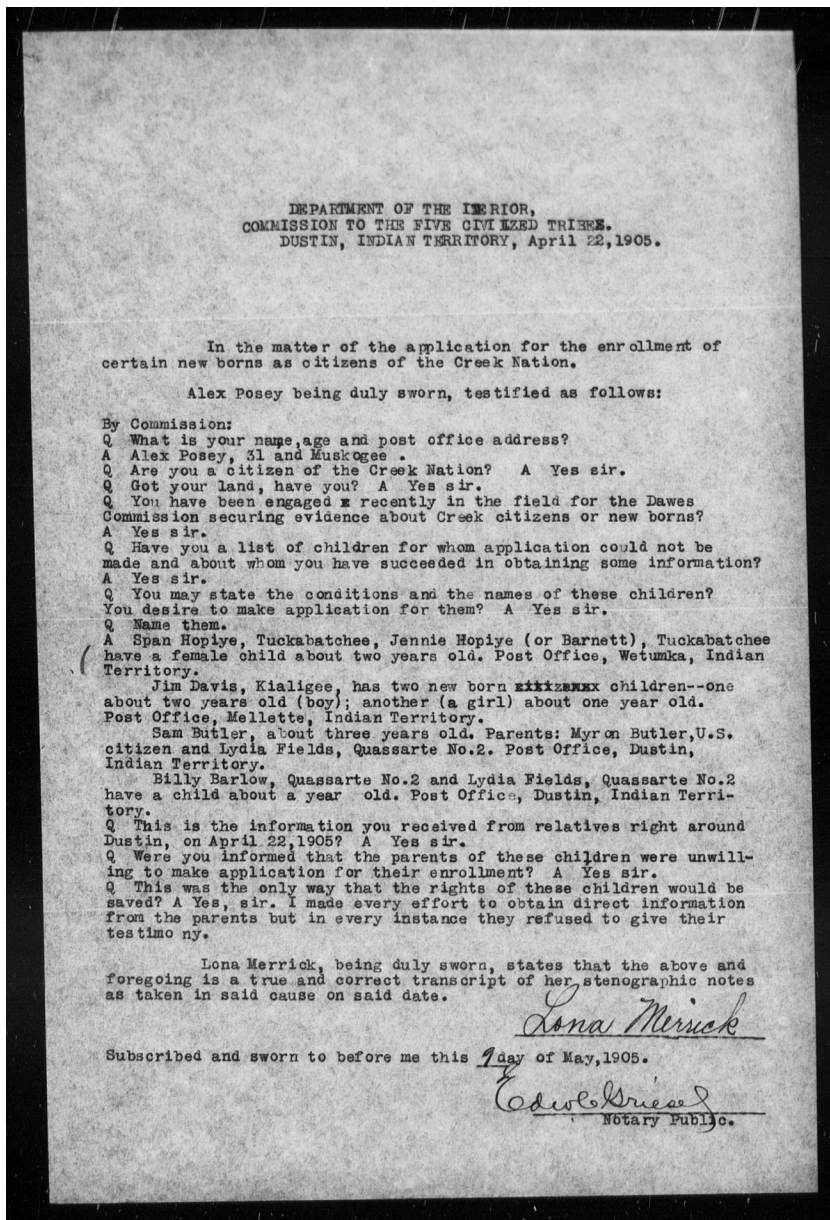 DEPARTMENT OF THE INERIOR,
COMMISSION TO THE FIVE CIVILIZED TRIBES.
DUSTIN, INDIAN TERRITORY, April 22,1905.
In the matter of the application for the enrollment of
certain new borns as citizens of the Creek Nation.
Alex Posey being duly sworn, testified as follows:
By Commission:
Q What is your name,age and post office address?
A Alex Posey, 31 and Muskogee .
Q Are you a citizen of the Creek Nation? A Yes sir.
Q Got your land, have you? A Yes sir.
Q You have been engaged x recently in the field for the Dawes
Commission securing evidence about Creek citizens or new borns?
A Yes sir.
Q Have you a list of children for whom application could not be
made and about whom you have succeeded in obtaining some information?
A Yes sir.
Q You may state the conditions and the names of these children?
You desire to make application for them? A Yes sir.
Q Name them.
A Span Hopiye, Tuckabatchee, Jennie Hopiye (or Barnett), Tuckabatchee
have a female child about two years old. Post Office, Wetumka, Indian
Territory.
Jim Davis, Kialigee, has two new born children--one
about two years old (boy); another (a girl) about one year old.
Post Office, Mellette, Indian Territory.
Sam Butler, about three years old. Parents: Myron Butler,U.S.
citizen and Lydia Fields, Quassarte No.2. Post Office, Dustin,
Indian Territory.
Billy Barlow, Quassarte No.2 and Lydia Fields, Quassarte No.2
have a child about a year old. Post Office, Dustin, Indian Terri-
tory.
Q This is the information you received from relatives right around
Dustin, on April 22,1905? A Yes sir.
Q Were you informed that the parents of these children were unwill-
ing to make application for their enrollment? A Yes sir.
Q This was the only way that the rights of these children would be
saved? A Yes, sir. I made every effort to obtain direct information
from the parents but in every instance they refused to give their
testimo ny.
Lona Merrick, being duly sworn, states that the above and
foregoing is a true and correct transcript of her stenographic notes
as taken in said cause on said date.
Lona Merrick
Subscribed and sworn to before me this 9 day of May,1905.
Edw C Griesel
Notary Public.